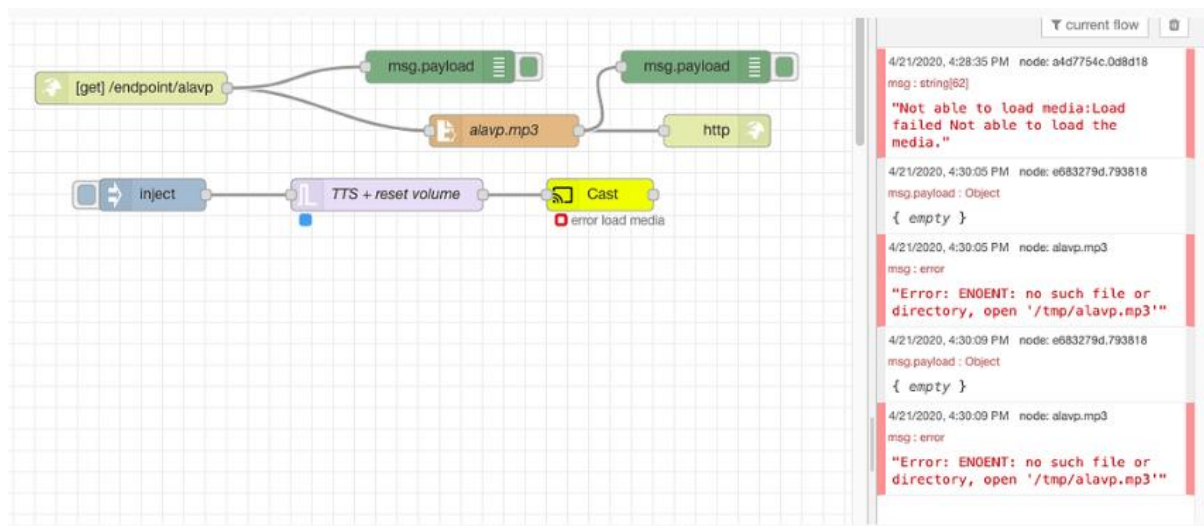 msg.payload
msg.payload
[get] /endpoint/alavp
alavp.mp3
http
inject
TTS + reset volume
Cast
error load media
current flow
4/21/2020, 4:28:35 PM node: a4d7754c.0d8d18
msg : string[62]
"Not able to load media:Load
failed Not able to load the
media."
4/21/2020, 4:30:05 PM node: e683279d.793818
msg.payload : Object
{ empty }
4/21/2020, 4:30:05 PM node: alavp.mp3
msg : error
"Error: ENOENT: no such file or
directory, open '/tmp/alavp.mp3'"
4/21/2020, 4:30:09 PM node: e683279d.793818
msg.payload : Object
{ empty }
4/21/2020, 4:30:09 PM node: alavp.mp3
msg : error
"Error: ENOENT: no such file or
directory, open '/tmp/alavp.mp3'"